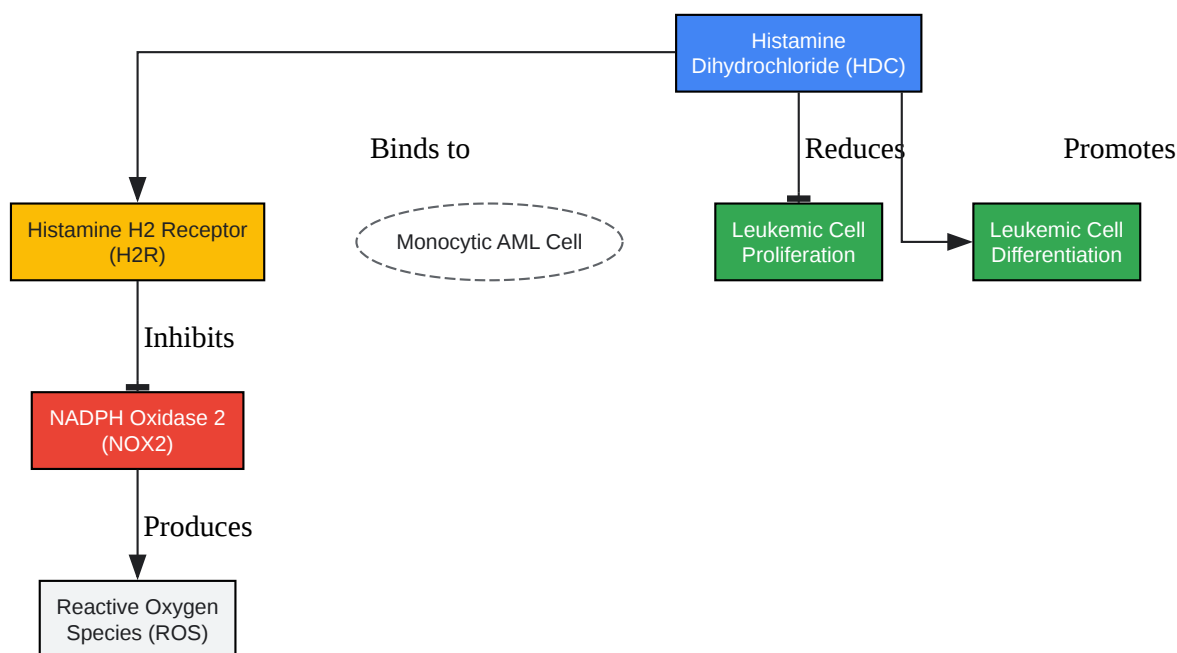 Histamine
Dihydrochloride (HDC)
Binds to
Reduces
Promotes
Histamine H2 Receptor
(H2R)
Monocytic AML Cell
Leukemic Cell
Proliferation
Leukemic Cell
Differentiation
Inhibits
NADPH Oxidase 2
(NOX2)
Produces
Reactive Oxygen
Species (ROS)